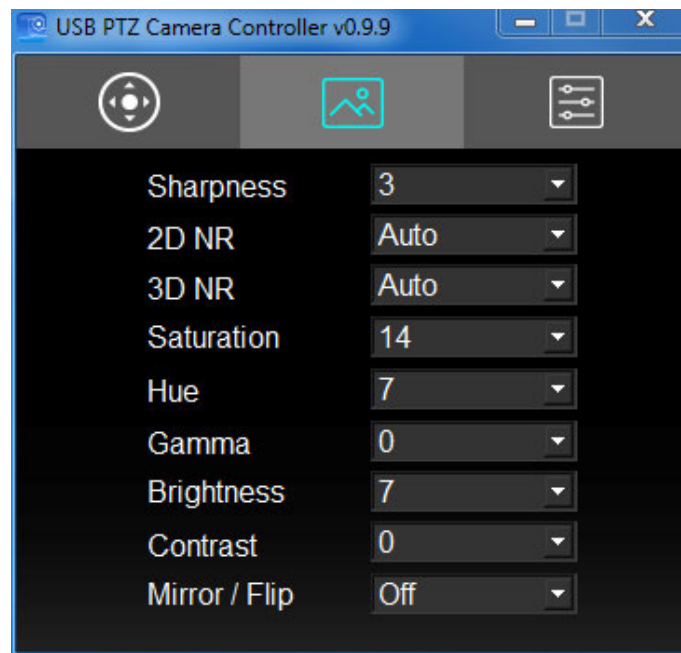 USB PTZ Camera Controller v0.9.9
Sharpness 3
2D NR Auto
3D NR Auto
Saturation 14
Hue 7
Gamma 0
Brightness 7
Contrast 0
Mirror / Flip Off